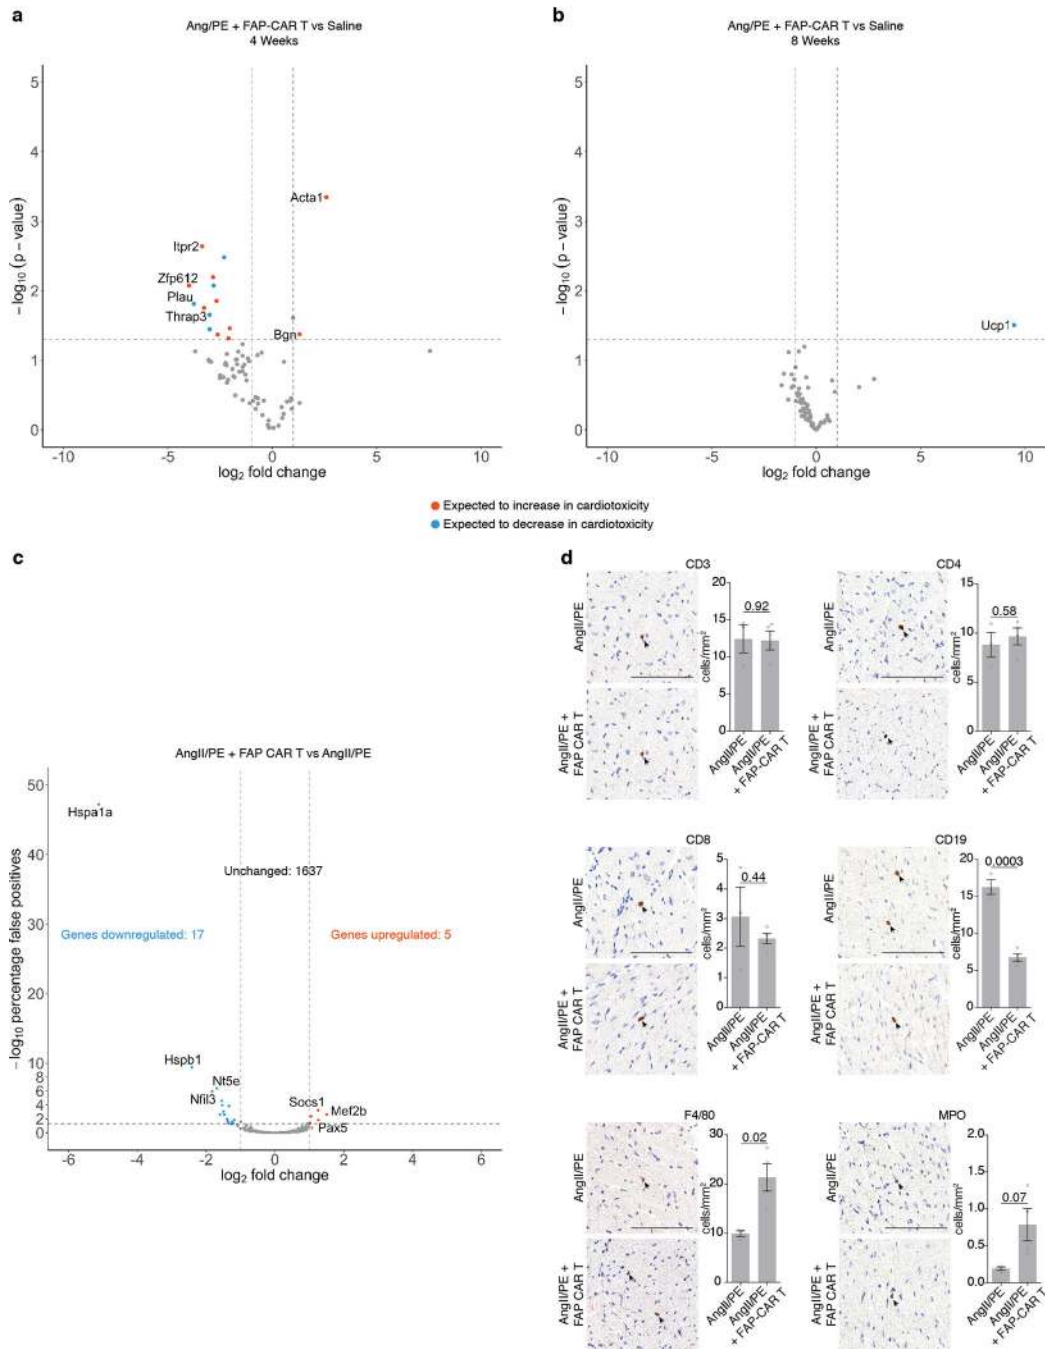 a
Ang/PE + FAP-CAR T vs Saline
4 Weeks
5
4
3
2
1
0
− log10 (p − value)
Acta1
Itpr2
Zfp612
Plau
Thrap3
Bgn
-10
-5
0
5
10
log2 fold change
b
Ang/PE + FAP-CAR T vs Saline
8 Weeks
5
4
3
2
1
0
− log10 (p − value)
Ucp1
-10
-5
0
5
10
log2 fold change
Expected to increase in cardiotoxicity
Expected to decrease in cardiotoxicity
c
AngII/PE + FAP CAR T vs AngII/PE
50
40
30
20
10
8
6
4
2
0
− log10 percentage false positives
Hspa1a
Unchanged: 1637
Genes downregulated: 17
Genes upregulated: 5
Hspb1
Nt5e
Nfil3
Socs1
Mef2b
Pax5
-6
-4
-2
0
2
4
6
log2 fold change
d
CD3
AngII/PE
AngII/PE +
FAP CAR T
20
15
10
5
0
cells/mm²
0.92
AngII/PE
AngII/PE
+ FAP-CAR T
CD4
AngII/PE
AngII/PE +
FAP CAR T
15
10
5
0
cells/mm²
0.58
AngII/PE
AngII/PE
+ FAP-CAR T
CD8
AngII/PE
AngII/PE +
FAP CAR T
5
4
3
2
1
0
cells/mm²
0.44
AngII/PE
AngII/PE
+ FAP-CAR T
CD19
AngII/PE
AngII/PE +
FAP CAR T
20
15
10
5
0
cells/mm²
0.0003
AngII/PE
AngII/PE
+ FAP-CAR T
F4/80
AngII/PE
AngII/PE +
FAP CAR T
30
20
10
0
cells/mm²
0.02
AngII/PE
AngII/PE
+ FAP-CAR T
MPO
AngII/PE
AngII/PE +
FAP CAR T
2.0
1.5
1.0
0.5
0.0
cells/mm²
0.07
AngII/PE
AngII/PE
+ FAP-CAR T